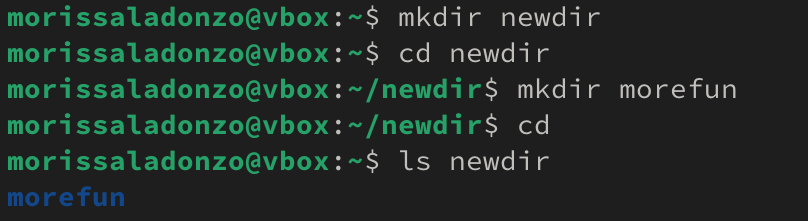 morissaladonzo@vbox:~$ mkdir newdir
morissaladonzo@vbox:~$ cd newdir
morissaladonzo@vbox:~/newdir$ mkdir morefun
morissaladonzo@vbox:~/newdir$ cd
morissaladonzo@vbox:~$ ls newdir
morefun